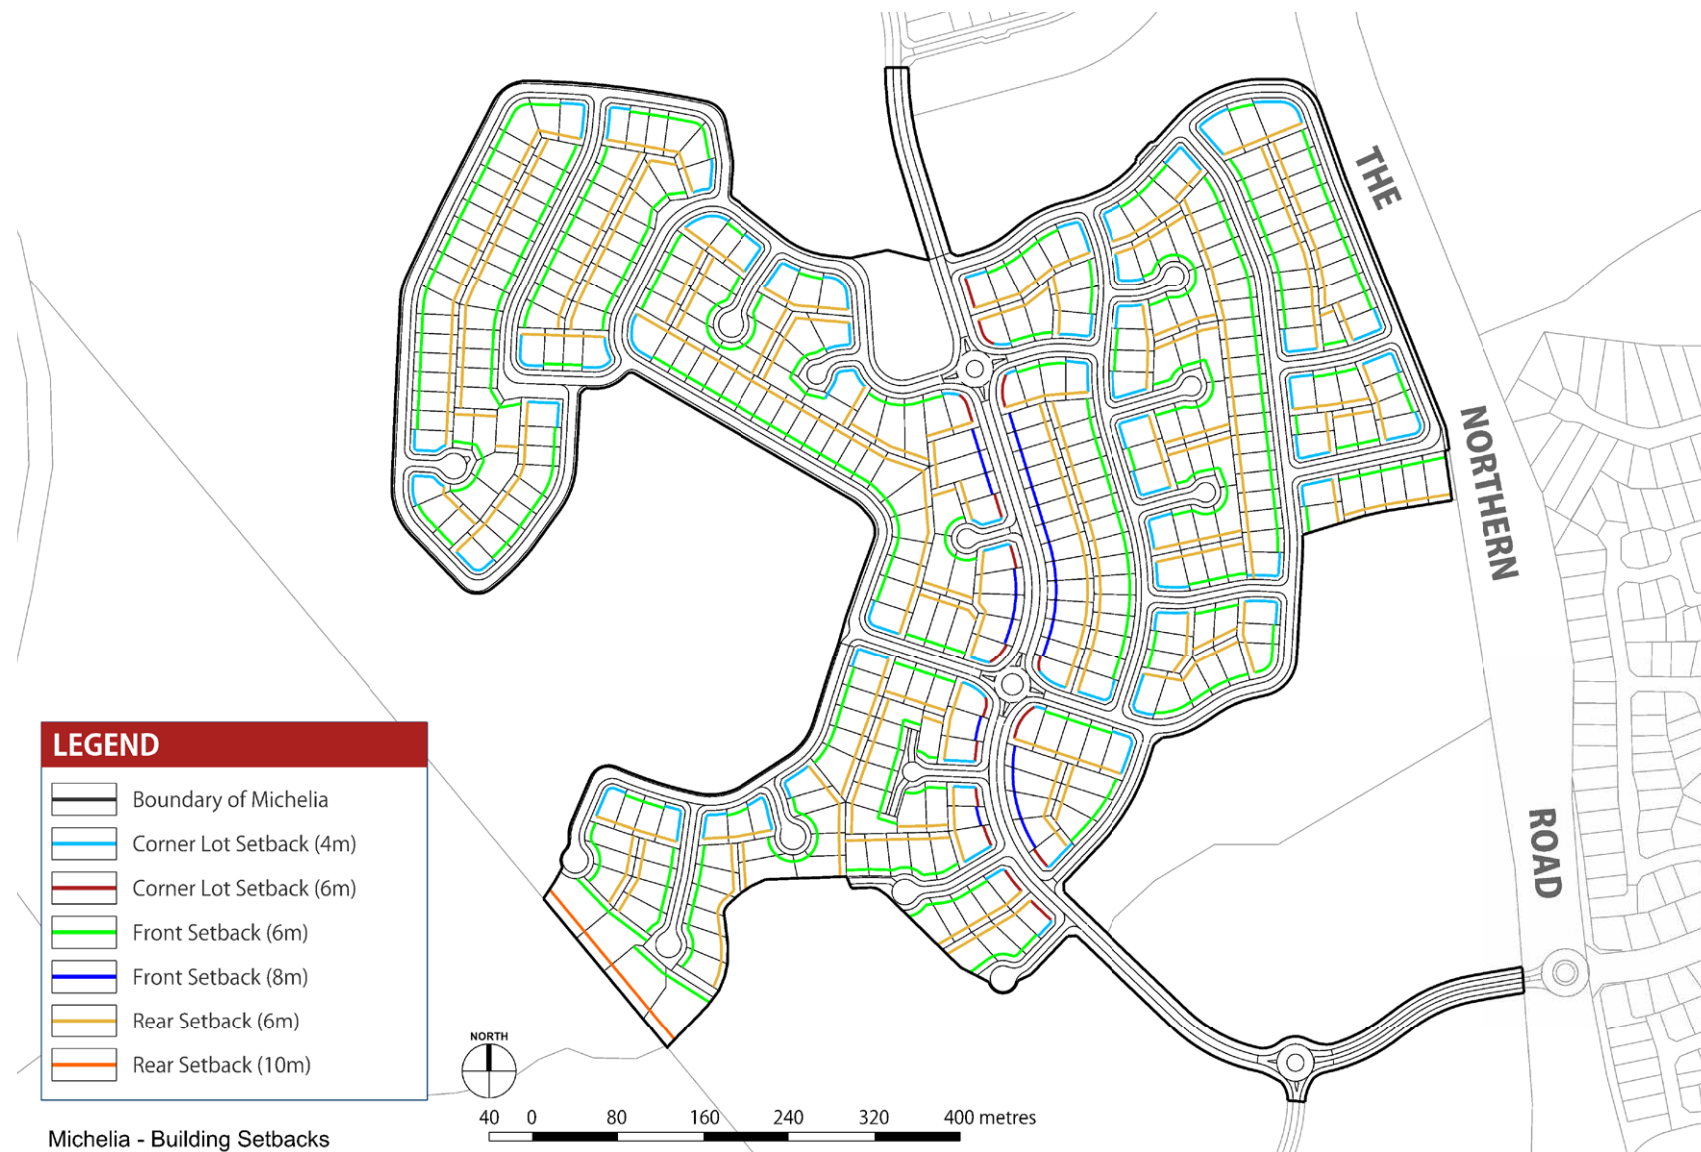 THE
NORTHERN
ROAD
LEGEND
Boundary of Michelia
Corner Lot Setback (4m)
Corner Lot Setback (6m)
Front Setback (6m)
Front Setback (8m)
Rear Setback (6m)
Rear Setback (10m)
NORTH
40 0 80 160 240 320 400 metres
Michelia - Building Setbacks